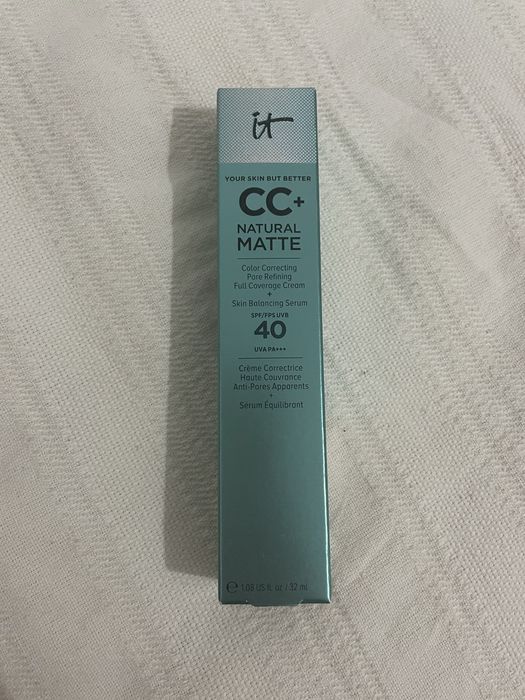 it
YOUR SKIN BUT BETTER
CC+
NATURAL
MATTE
Color Correcting
Pore Refining
Full Coverage Cream
+
Skin Balancing Serum
SPF/FPS UVB
40
UVA PA+++
Crème Correctrice
Haute Couvrance
Anti-Pores Apparents
+
Sérum Équilibrant
℮ 1.08 US fl. oz / 32 ml